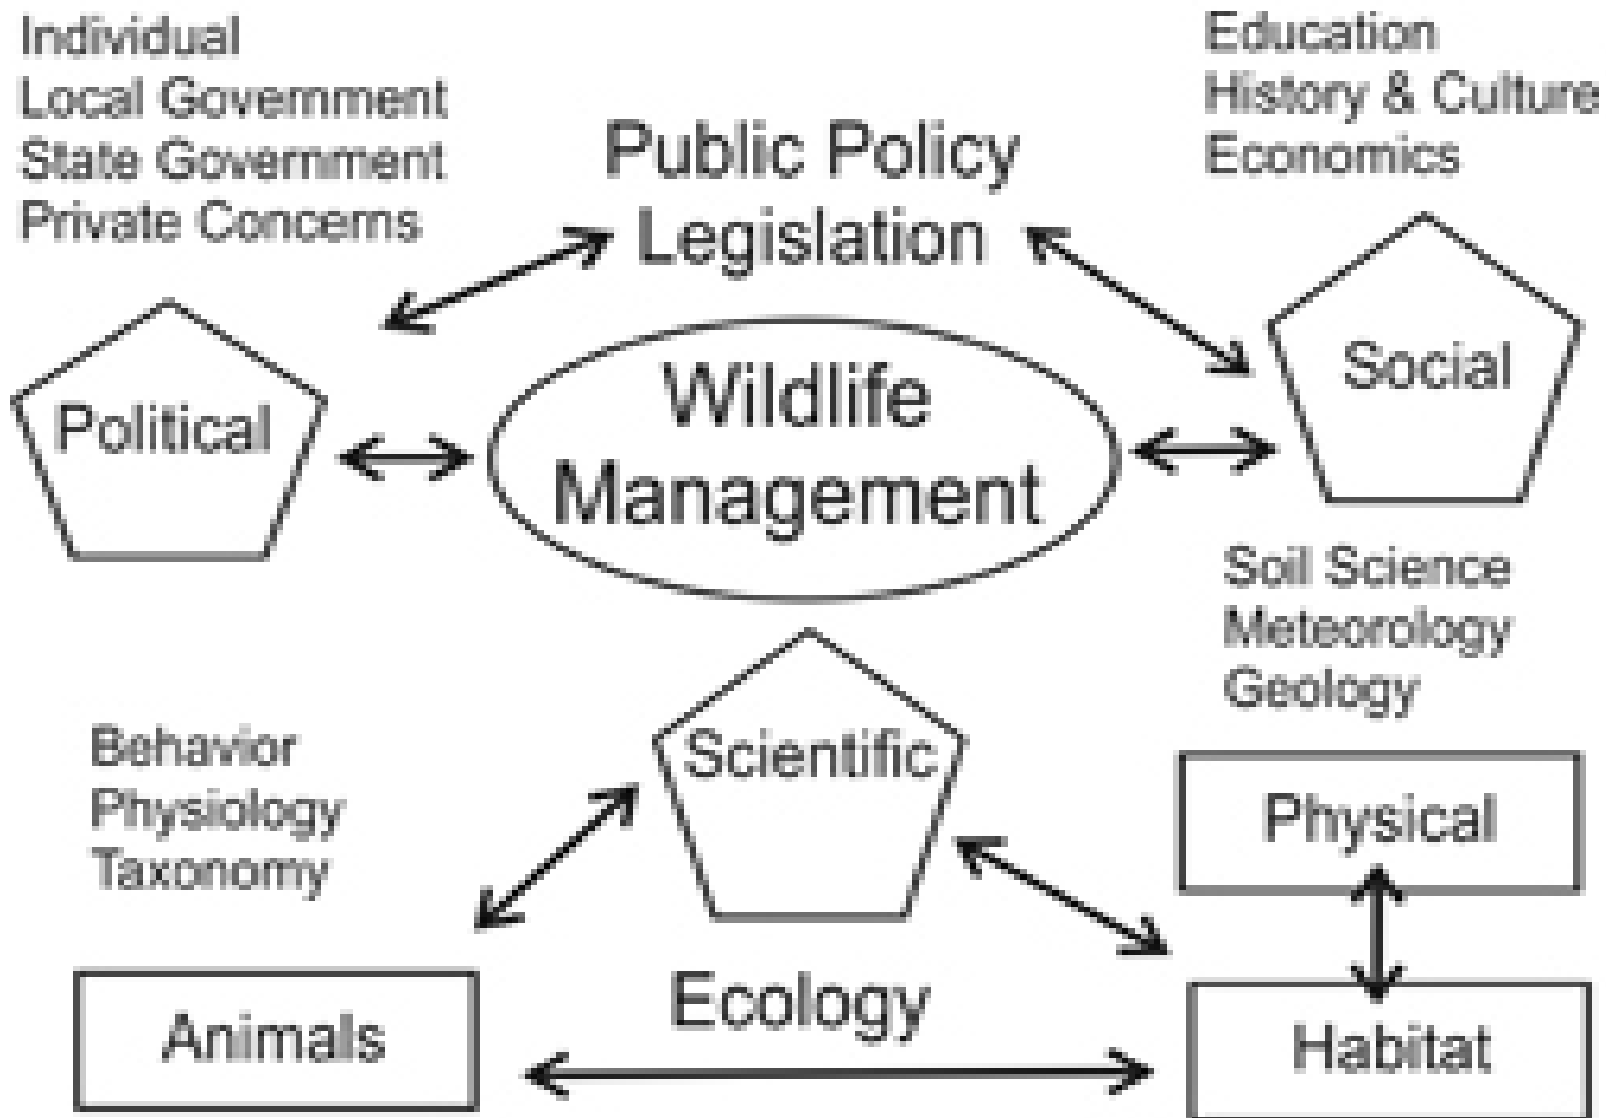 Individual
Local Government
State Government
Private Concerns
Public Policy
Legislation
Education
History & Culture
Economics
Political
Wildlife
Management
Social
Soil Science
Meteorology
Geology
Scientific
Behavior
Physiology
Taxonomy
Physical
Ecology
Animals
Habitat